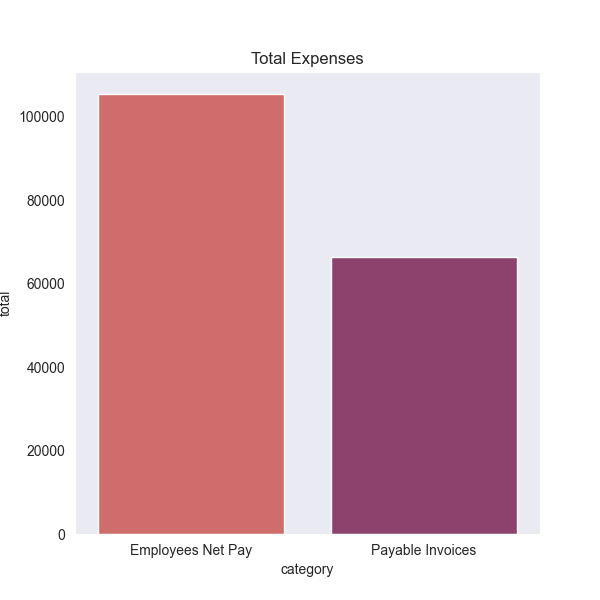 Total Expenses
100000
80000
60000
40000
20000
0
total
Employees Net Pay
Payable Invoices
category